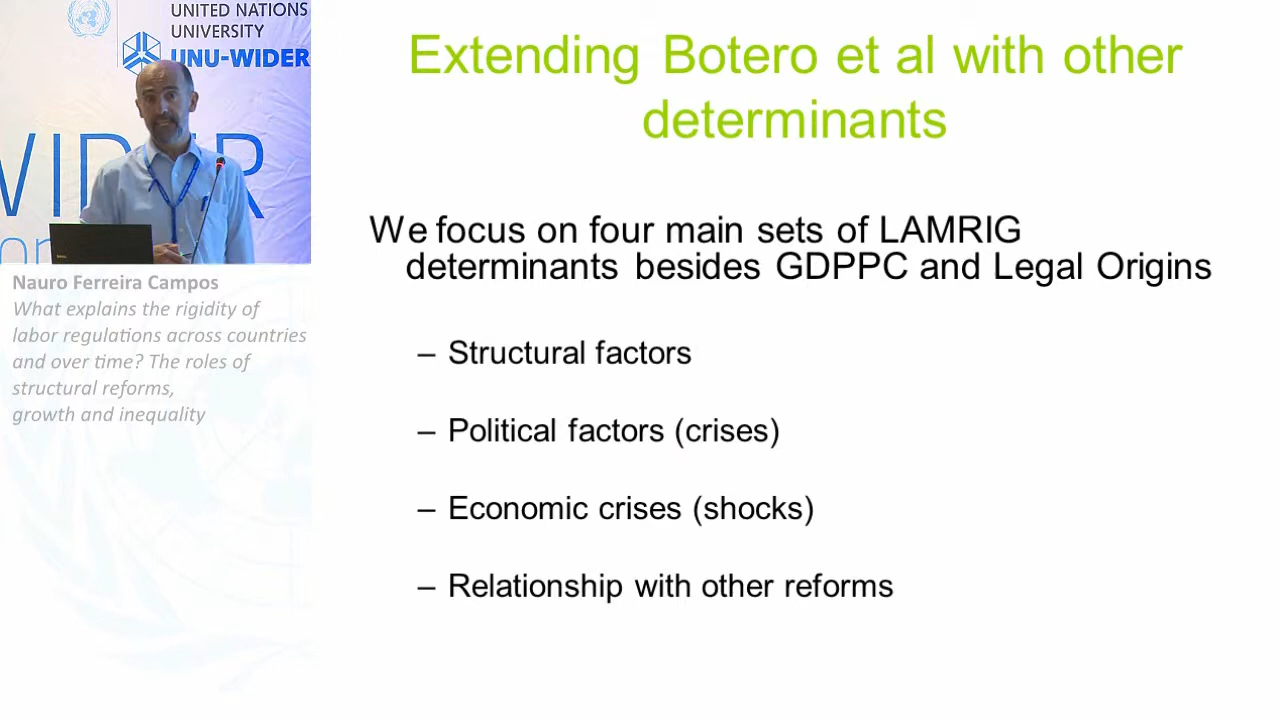 UNITED NATIONS
UNIVERSITY
UNU-WIDER
Nauro Ferreira Campos
What explains the rigidity of
labor regulations across countries
and over time? The roles of
structural reforms,
growth and inequality
Extending Botero et al with other
determinants
We focus on four main sets of LAMRIG
determinants besides GDPPC and Legal Origins
– Structural factors
– Political factors (crises)
– Economic crises (shocks)
– Relationship with other reforms